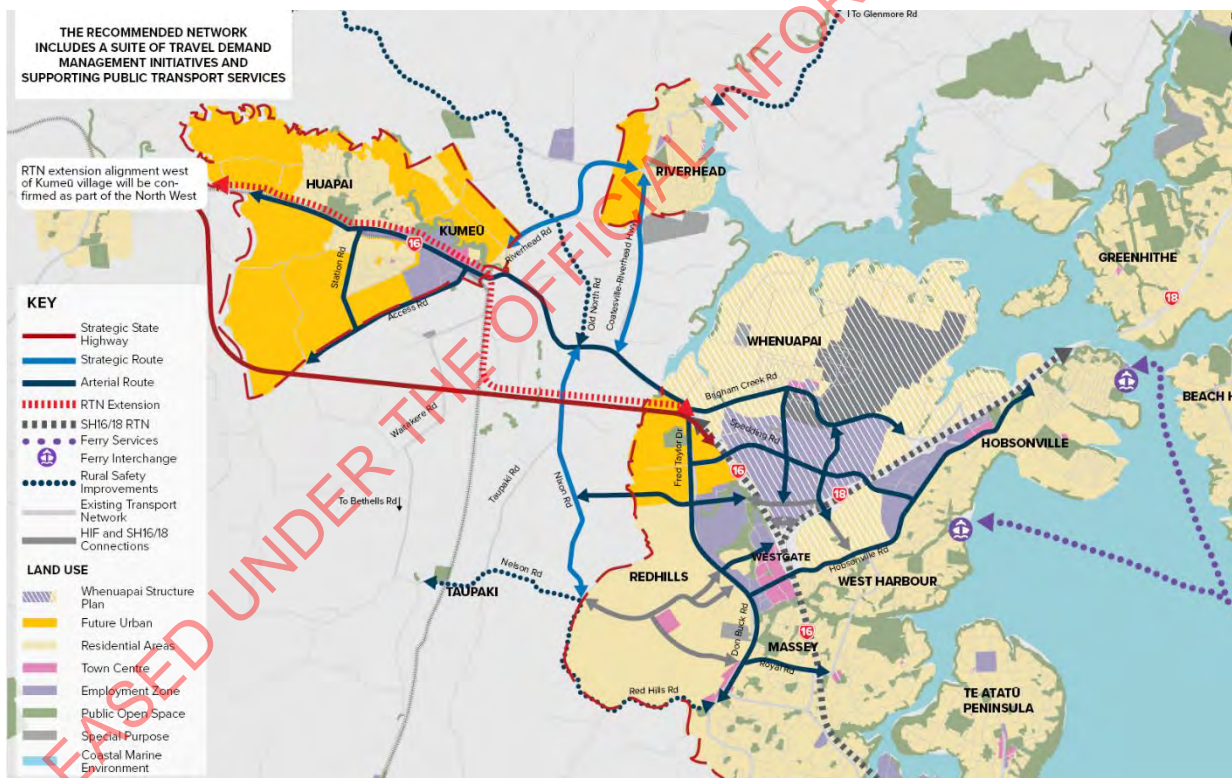 THE RECOMMENDED NETWORK
INCLUDES A SUITE OF TRAVEL DEMAND
MANAGEMENT INITIATIVES AND
SUPPORTING PUBLIC TRANSPORT SERVICES
RTN extension alignment west
of Kumeū village will be con-
firmed as part of the North West
KEY
Strategic State
Highway
Strategic Route
Arterial Route
RTN Extension
SH16/18 RTN
Ferry Services
Ferry Interchange
Rural Safety
Improvements
Existing Transport
Network
HIF and SH16/18
Connections
LAND USE
Whenuapai Structure
Plan
Future Urban
Residential Areas
Town Centre
Employment Zone
Public Open Space
Special Purpose
Coastal Marine
Environment
To Glenmore Rd
HUAPAI
KUMEŪ
16
Station Rd
Access Rd
Riverhead Rd
RIVERHEAD
Old North Rd
Coatesville-Riverhead Hwy
GREENHITHE
18
WHENUAPAI
Brigham Creek Rd
BEACH H
Waitakere Rd
Fred Taylor Dr
Spedding Rd
HOBSONVILLE
16
18
To Bethells Rd
Taupaki Rd
Nixon Rd
WESTGATE
Hobsonville Rd
WEST HARBOUR
Nelson Rd
TAUPAKI
REDHILLS
Don Buck Rd
16
MASSEY
Royal Rd
Red Hills Rd
TE ATATŪ
PENINSULA
EASED UNDER THE OFFICIAL INFOR